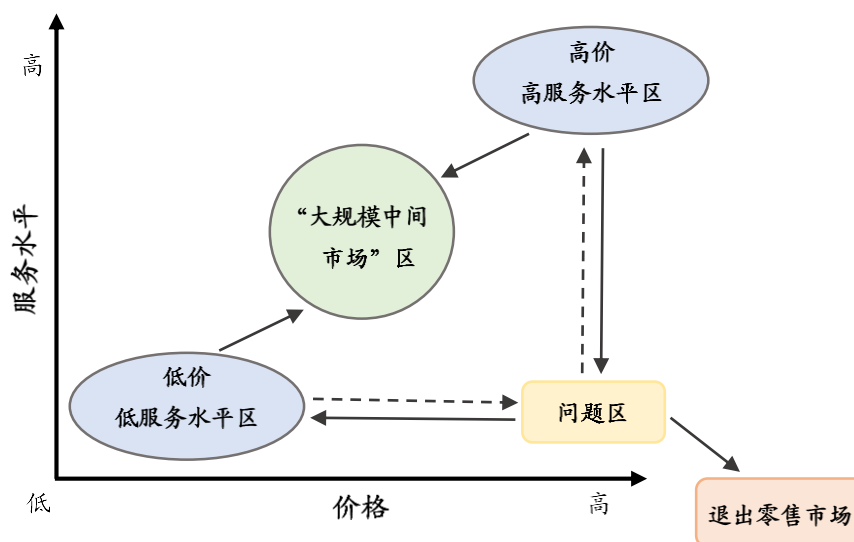 高
高价
高服务水平区
“大规模中间
市场”区
服务水平
低价
低服务水平区
问题区
低
价格
高
退出零售市场